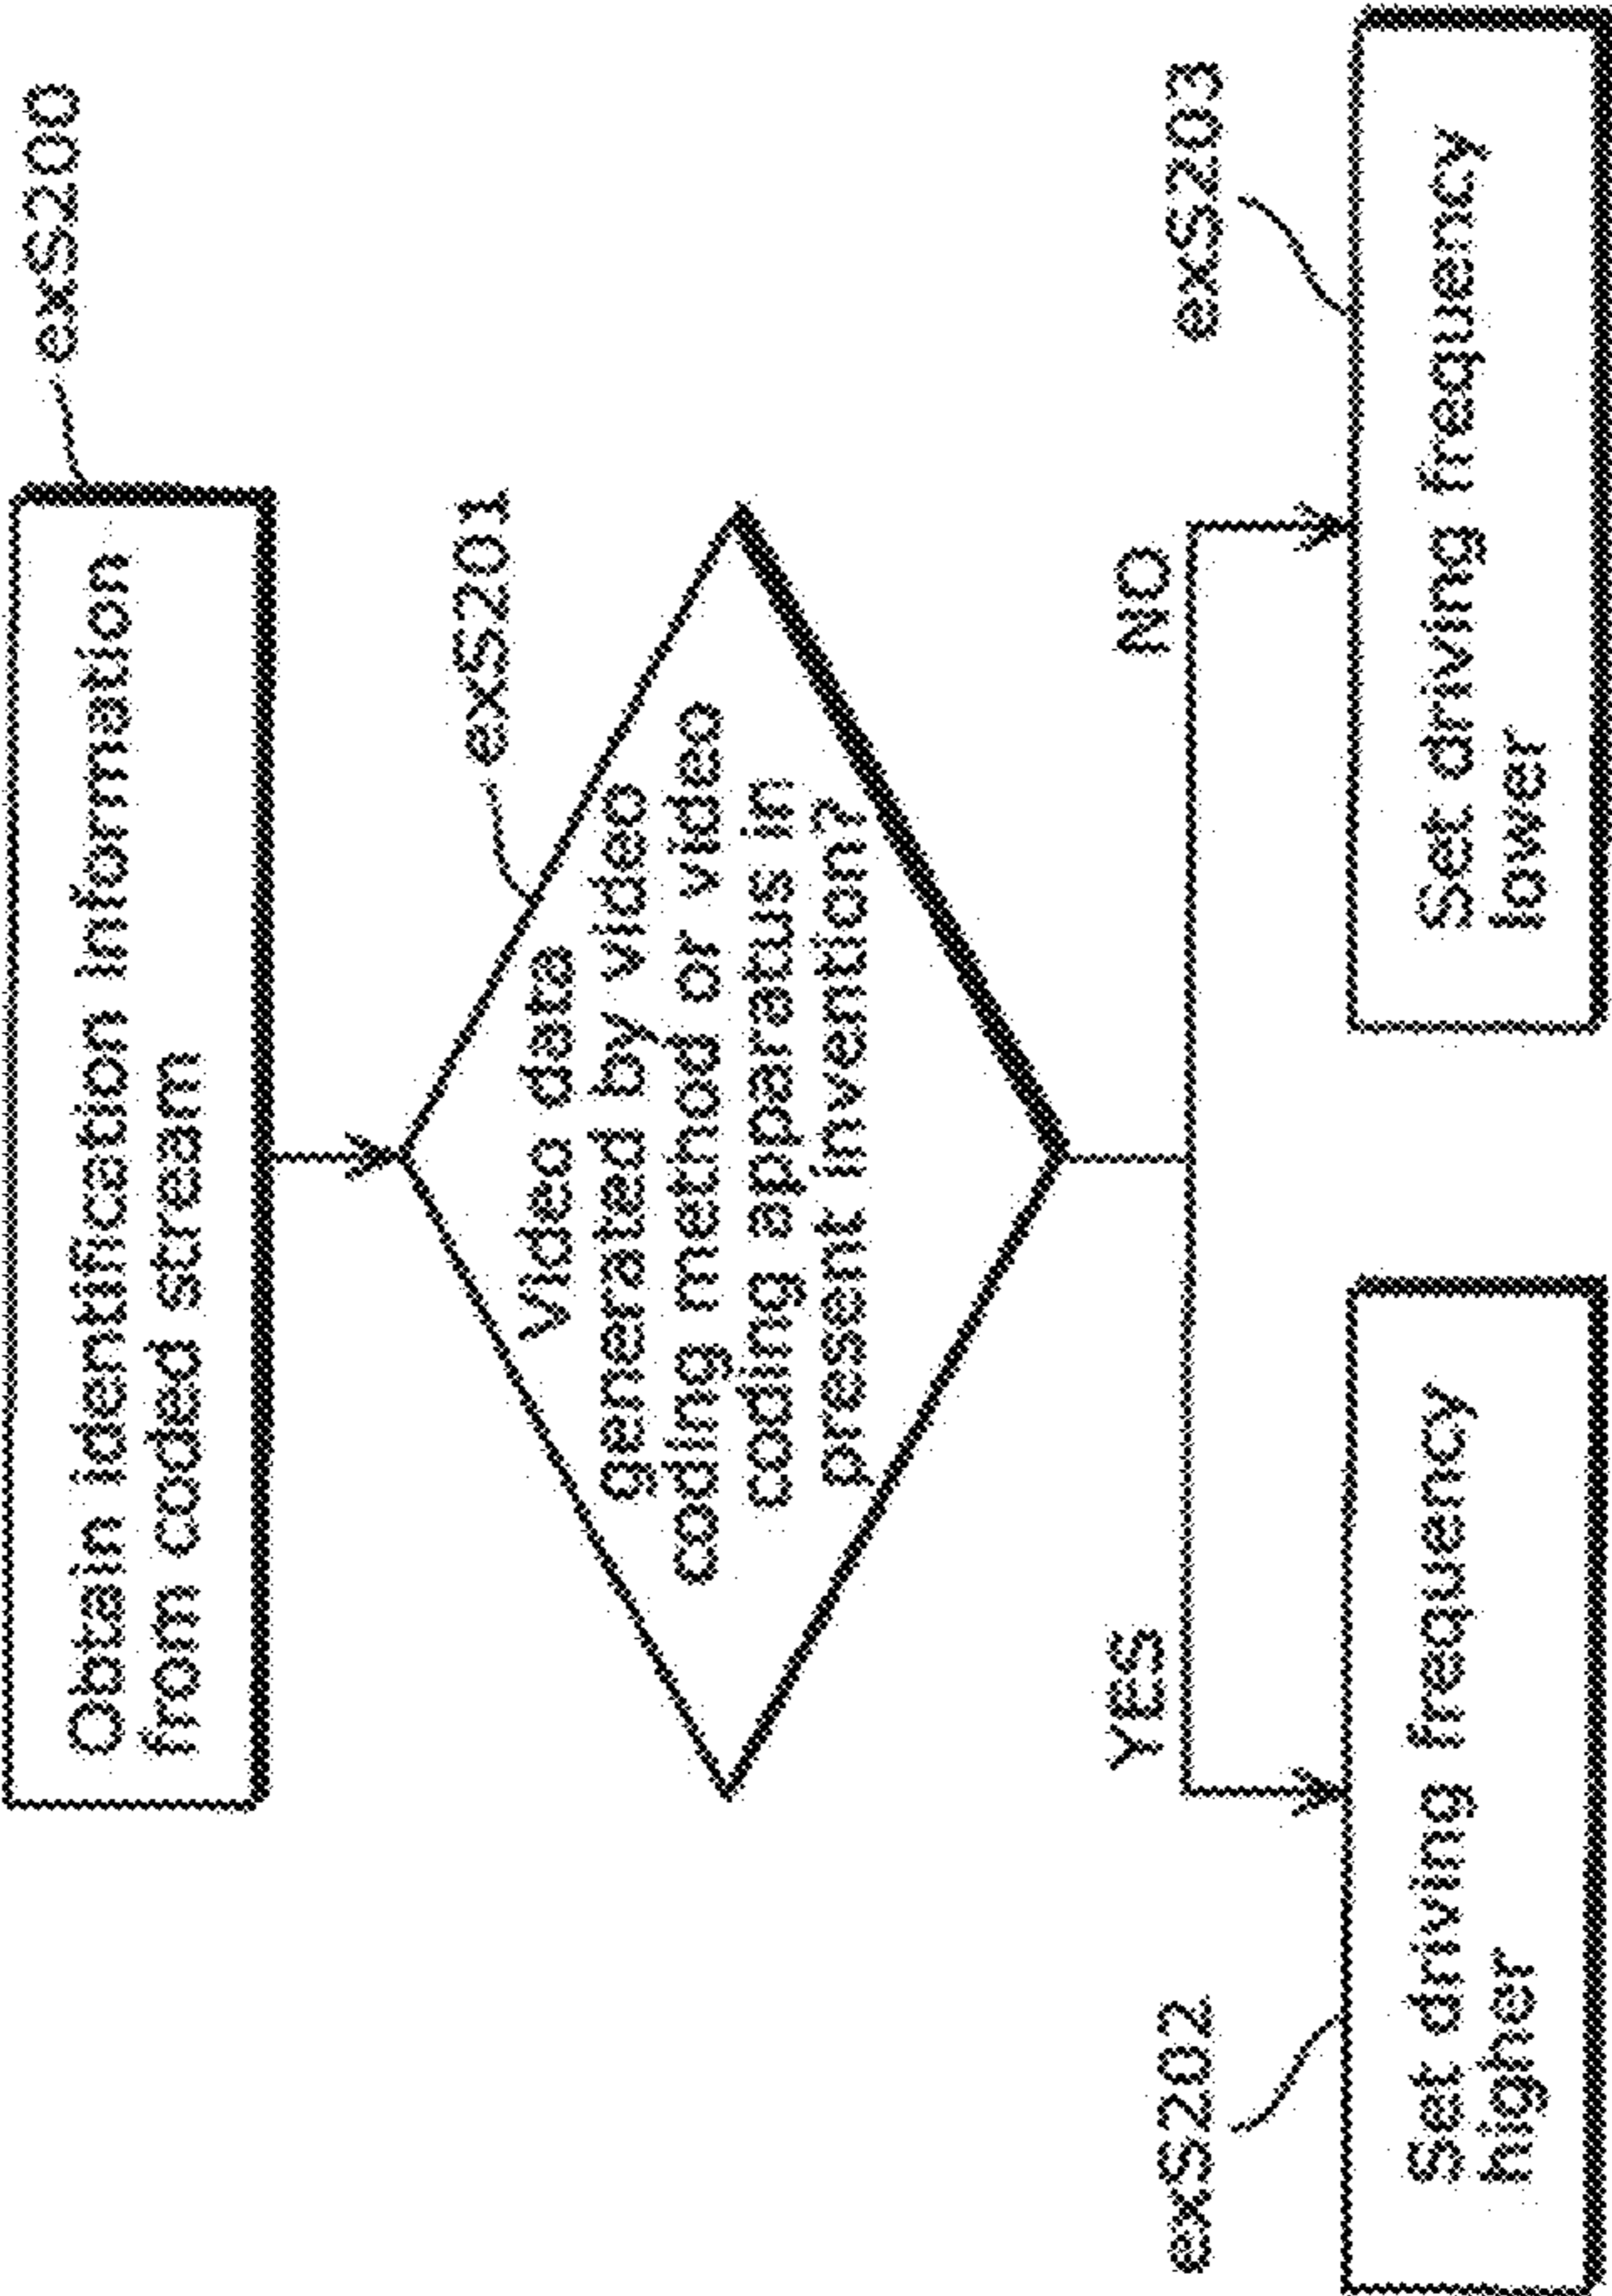 exS200
Obtain identification information
from coded stream
exS201
Video data
generated by video
coding method or video
coding apparatus in
present invention?
YES
NO
exS202
exS203
Set driving frequency
higher
Set driving frequency
lower